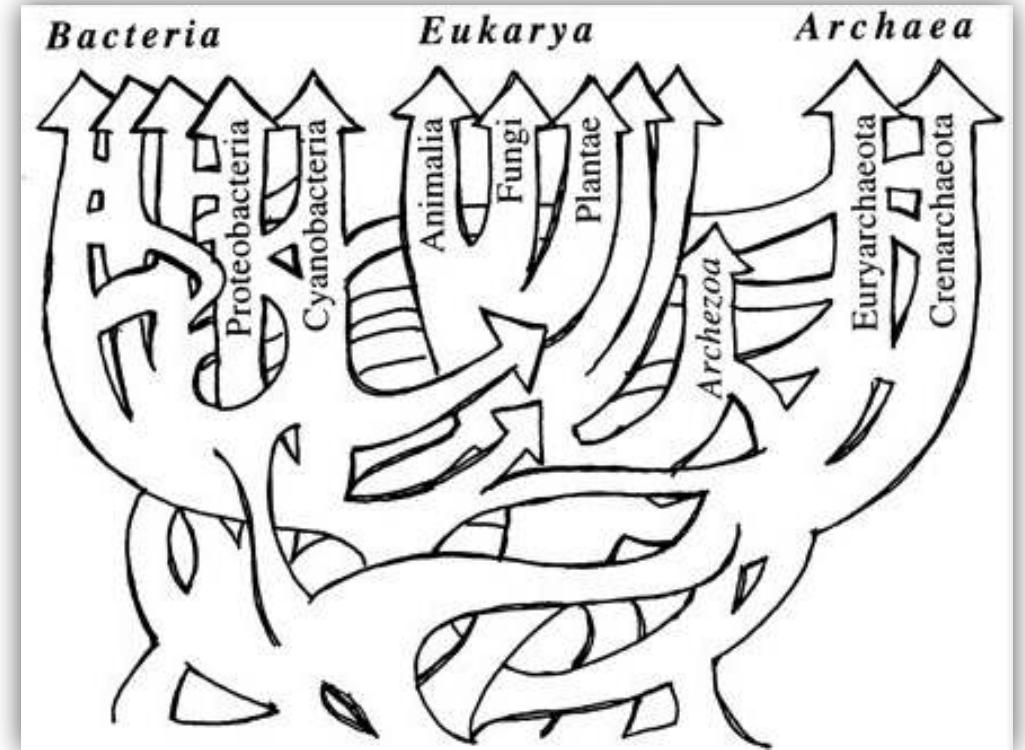 Bacteria Eukarya Archaea
Proteobacteria
Cyanobacteria
Animalia
Fungi
Plantae
Archezoa
Euryarchaeota
Crenarchaeota